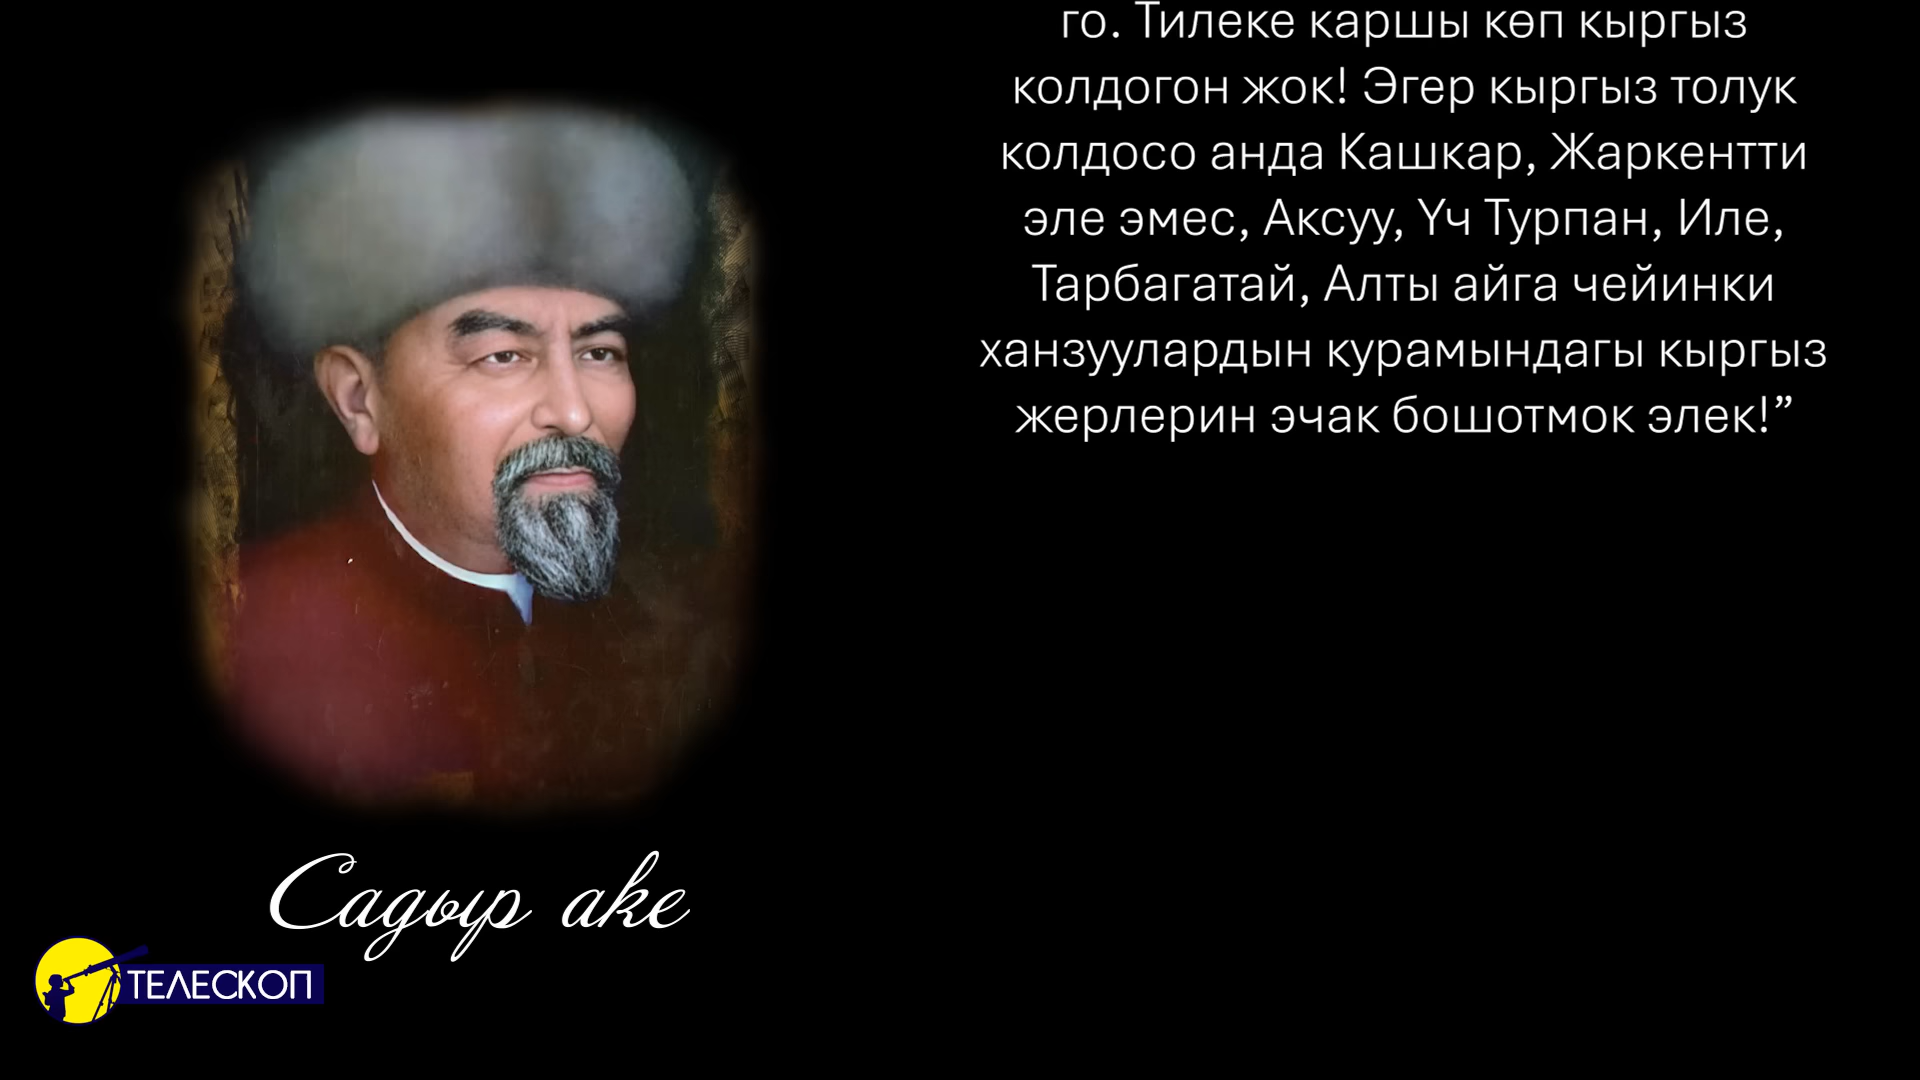 го. Тилеке каршы көп кыргыз
колдогон жок! Эгер кыргыз толук
колдосо анда Кашкар, Жаркентти
эле эмес, Аксуу, Үч Турпан, Иле,
Тарбагатай, Алты айга чейинки
ханзуулардын курамындагы кыргыз
жерлерин эчак бошотмок элек!”
Садыр аке
ТЕЛЕСКОП